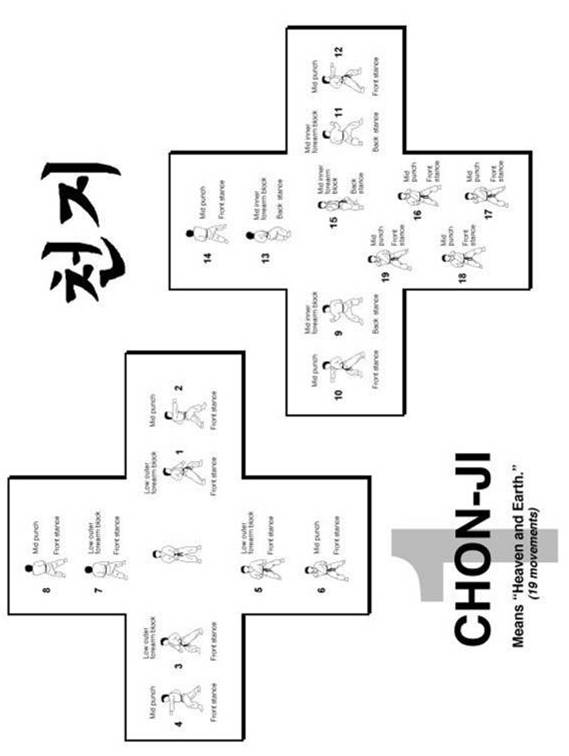 천지
1
CHON-JI
Means "Heaven and Earth."
(19 movements)
Low outer
forearm block
1
Front stance
Mid punch
2
Front stance
Low outer
forearm block
3
Front stance
Mid punch
4
Front stance
5
Low outer
forearm block
Front stance
6
Mid punch
Front stance
7
Low outer
forearm block
Front stance
8
Mid punch
Front stance
Mid inner
forearm block
9
Back stance
Mid punch
10
Front stance
Mid inner
forearm block
11
Back stance
Mid punch
12
Front stance
13
Mid inner
forearm block
Back stance
14
Mid punch
Front stance
15
Mid inner
forearm
block
Back
stance
16
Mid
punch
Front
stance
17
Mid
punch
Front
stance
18
Mid
punch
Front
stance
19
Mid
punch
Front
stance